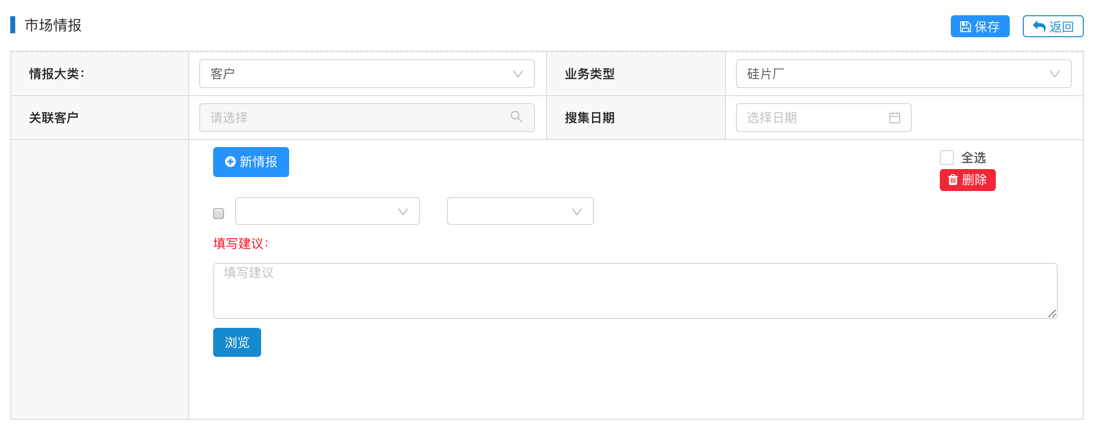 市场情报
保存
返回
情报大类：
客户
业务类型
硅片厂
关联客户
请选择
搜集日期
选择日期
新情报
全选
删除
填写建议：
填写建议
浏览